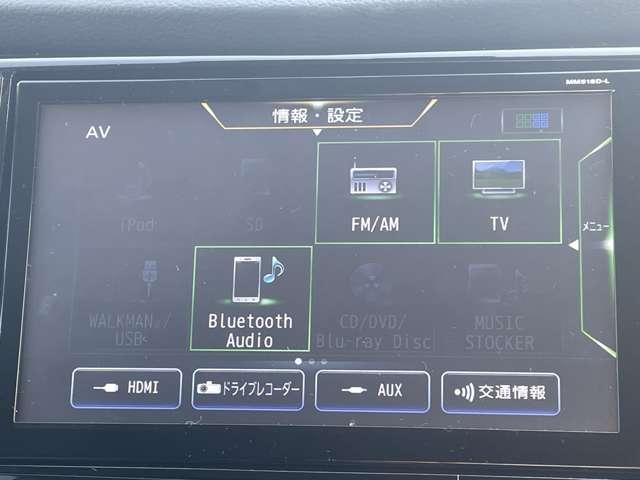 MM518D-L
情報・設定
AV
iPod
SD
FM/AM
TV
メニュー
WALKMAN®/
USB
Bluetooth
Audio
CD/DVD/
Blu-ray Disc
MUSIC
STOCKER
HDMI
ドライブレコーダー
AUX
交通情報